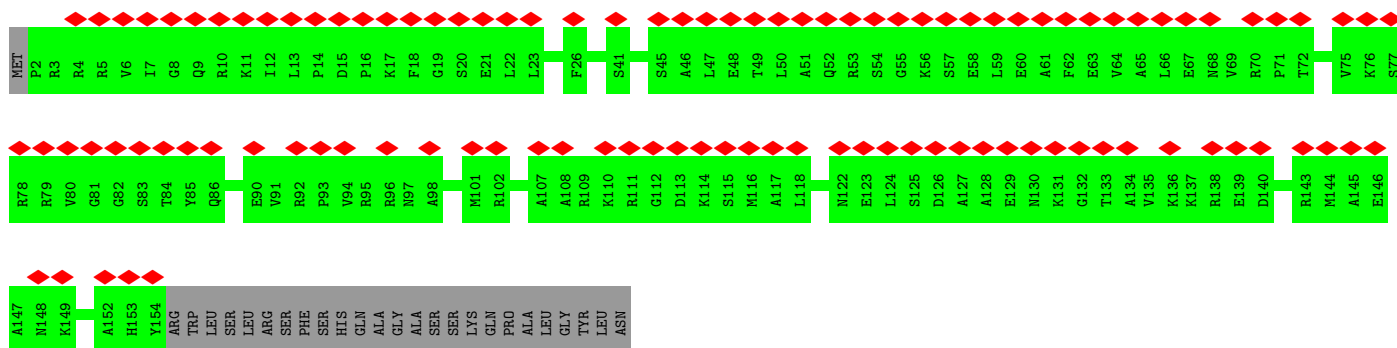 MET P2 R3 R4 R5 V6 I7 G8 Q9 R10 K11 I12 L13 P14 D15 P16 K17 F18 G19 S20 E21 L22 L23 F26 S41 S45 A46 L47 E48 T49 L50 A51 Q52 R53 S54 G55 K56 S57 E58 L59 E60 A61 F62 E63 V64 A65 L66 E67 N68 V69 R70 P71 T72 V75 K76 S77
R78 R79 V80 G81 G82 S83 T84 Y85 Q86 E90 V91 R92 P93 V94 R95 R96 N97 A98 M101 R102 A107 A108 R109 K110 R111 G112 D113 K114 S115 M116 A117 L118 N122 E123 L124 S125 D126 A127 A128 E129 N130 K131 G132 T133 A134 V135 K136 K137 R138 E139 D140 R143 M144 A145 E146
A147 N148 K149 A152 H153 Y154 ARG TRP LEU SER LEU ARG SER PHE SER HIS GLN ALA GLY ALA SER SER LYS GLN PRO ALA LEU GLY TYR LEU ASN